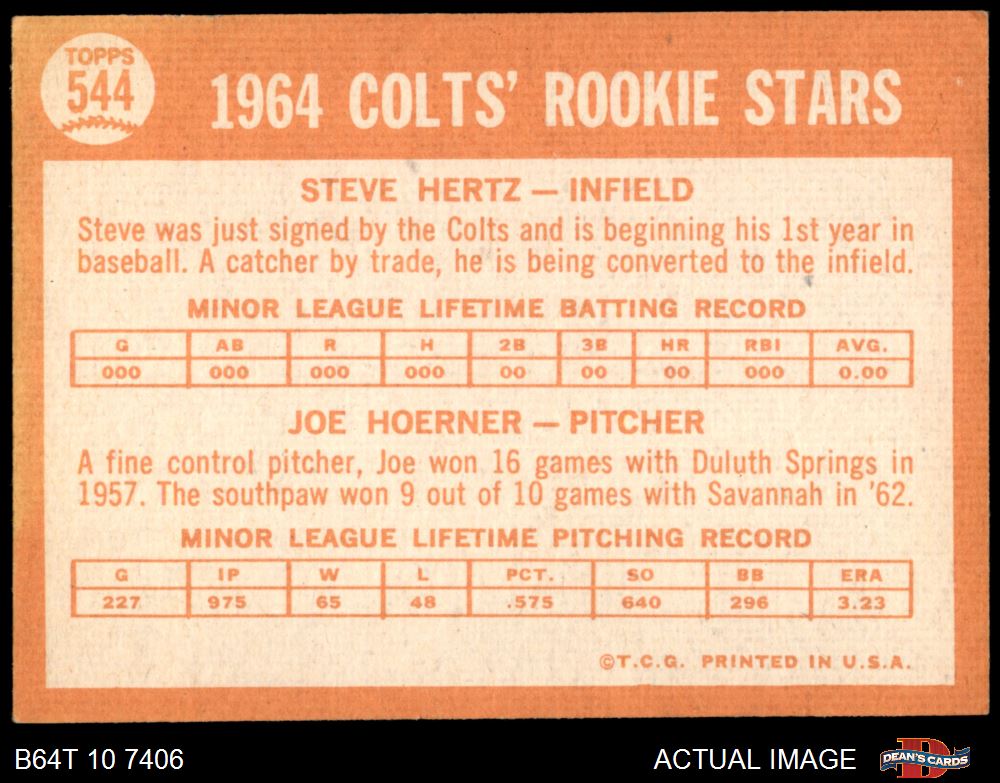 TOPPS
544
1964 COLTS' ROOKIE STARS
STEVE HERTZ — INFIELD
Steve was just signed by the Colts and is beginning his 1st year in
baseball. A catcher by trade, he is being converted to the infield.
MINOR LEAGUE LIFETIME BATTING RECORD
G AB R H 2B 3B HR RBI AVG.
000 000 000 000 00 00 00 000 0.00
JOE HOERNER — PITCHER
A fine control pitcher, Joe won 16 games with Duluth Springs in
1957. The southpaw won 9 out of 10 games with Savannah in '62.
MINOR LEAGUE LIFETIME PITCHING RECORD
G IP W L PCT. SO BB ERA
227 975 65 48 .575 640 296 3.23
©T.C.G. PRINTED IN U.S.A.
B64T 10 7406 ACTUAL IMAGE D DEAN'S CARDS